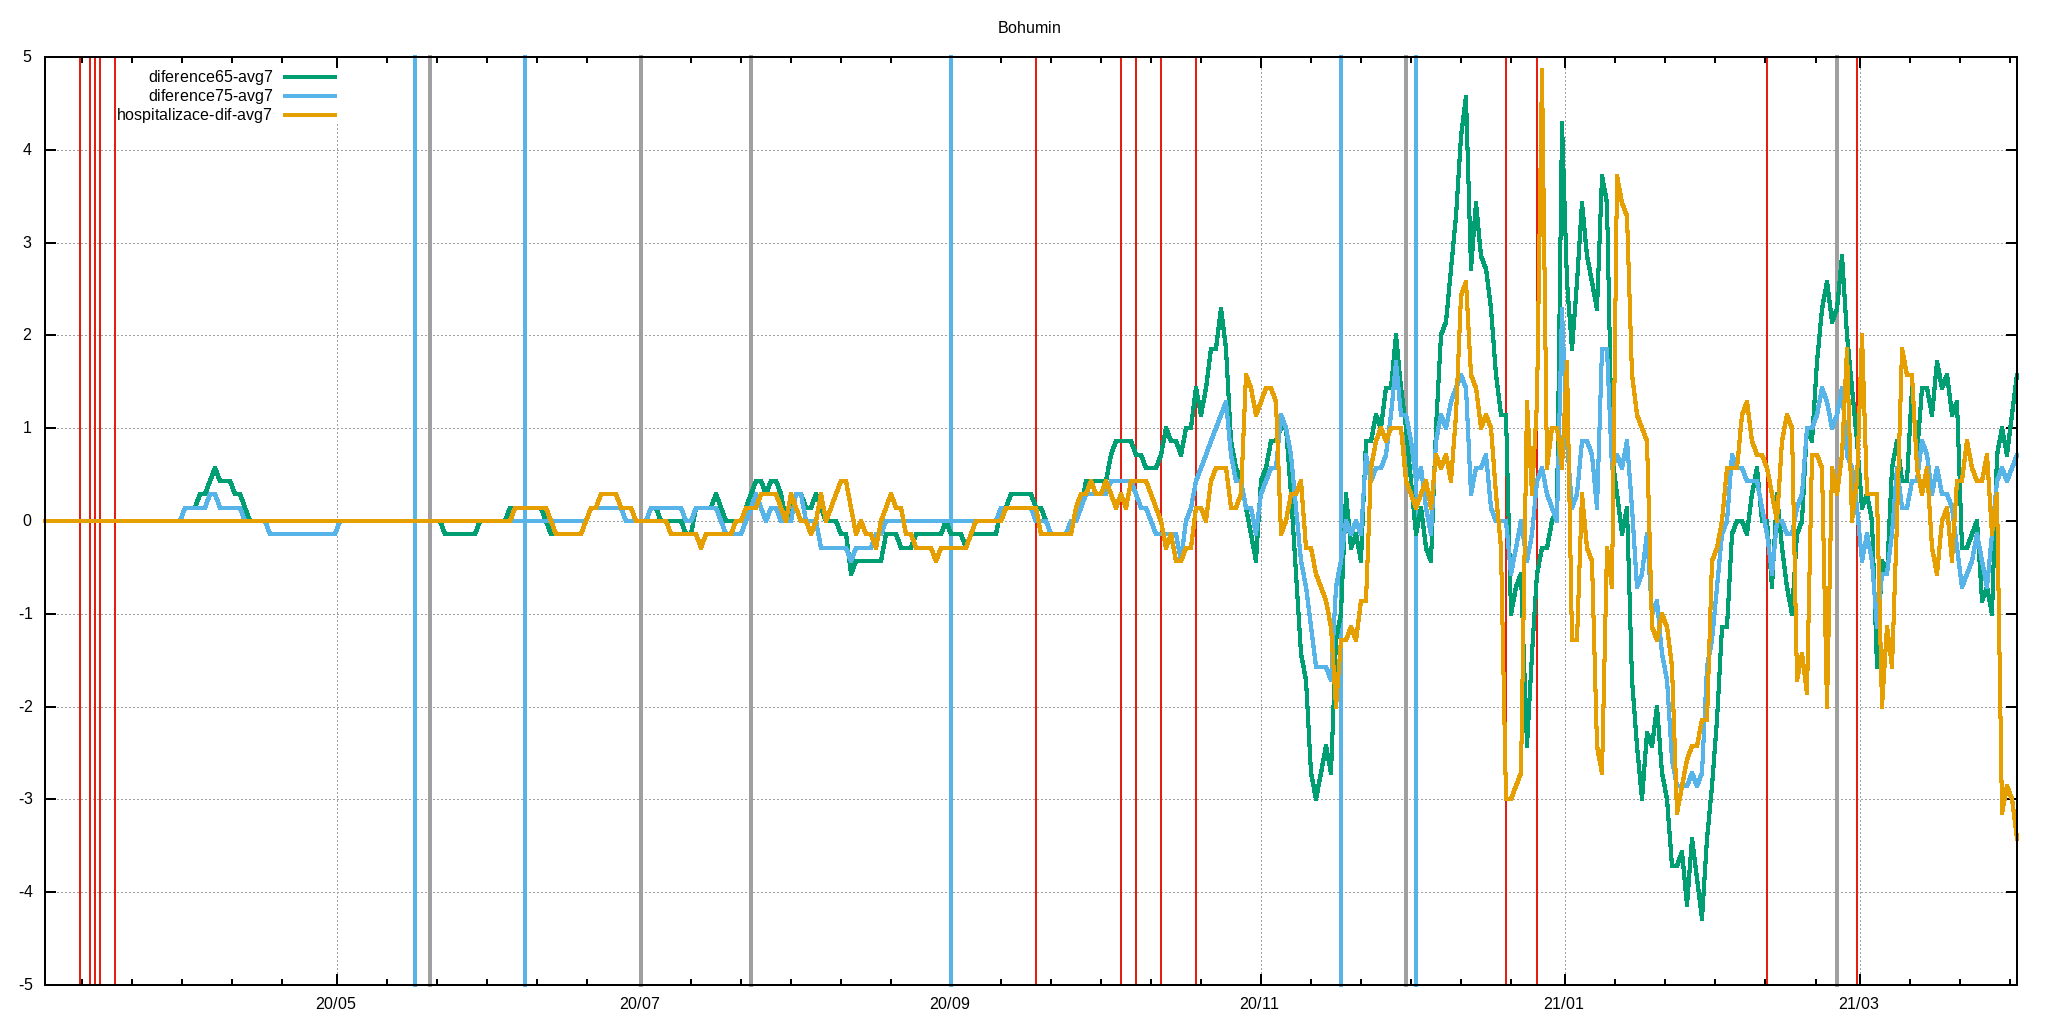 Bohumin
diference65-avg7
diference75-avg7
hospitalizace-dif-avg7
5
4
3
2
1
0
-1
-2
-3
-4
-5
20/05 20/07 20/09 20/11 21/01 21/03